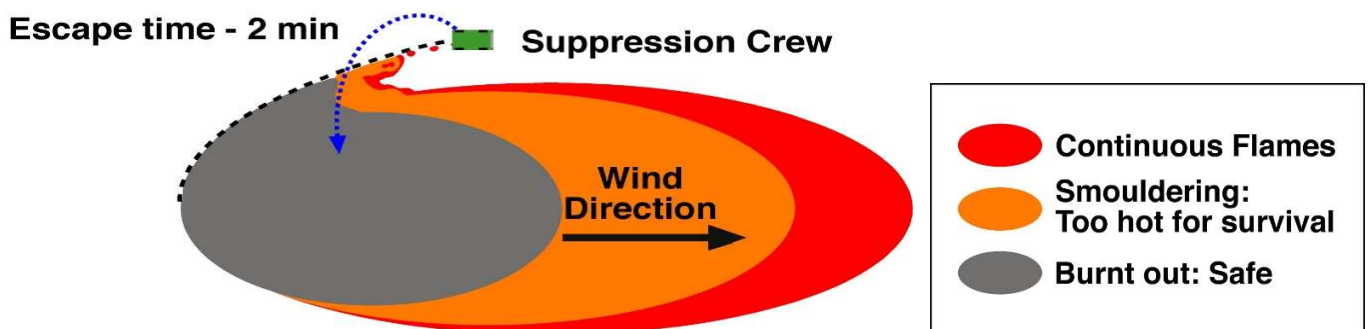 Escape time - 2 min
Suppression Crew
Wind
Direction
Continuous Flames
Smouldering:
Too hot for survival
Burnt out: Safe